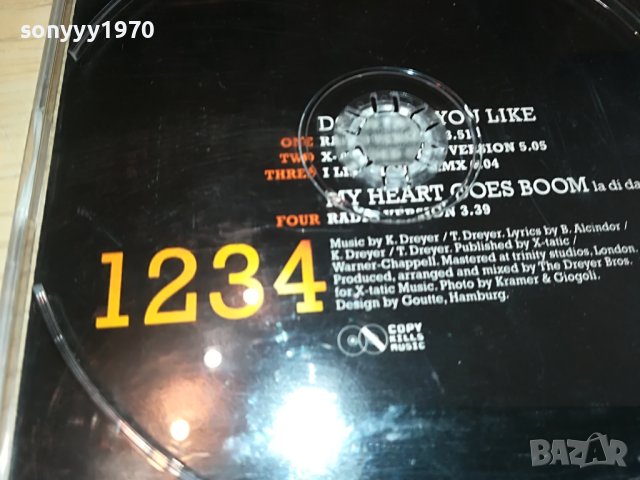 sonyyy1970
YOU LIKE
ONE 3.51
TWO VERSION 5.05
THREE I MX 4.04
MY HEART GOES BOOM la di da
FOUR RADIO VERSION 3.39
1234
Music by K. Dreyer / T. Dreyer. Lyrics by B. Alcindor /
K. Dreyer / T. Dreyer. Published by X-tatic /
Warner-Chappell. Mastered at trinity studios, London.
Produced, arranged and mixed by The Dreyer Bros.
for X-tatic Music. Photo by Kramer & Giogoli.
Design by Goutte, Hamburg.
COPY
KILLS
MUSIC
BAZAR